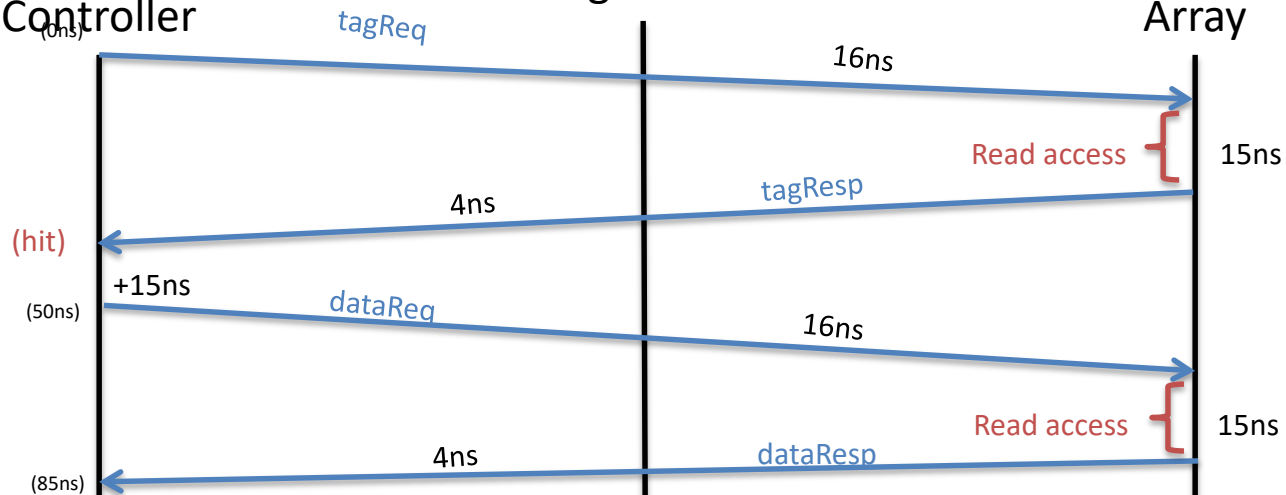 Controller
Array
(0ns)
tagReq
16ns
Read access
15ns
tagResp
4ns
(hit)
+15ns
(50ns)
dataReq
16ns
Read access
15ns
dataResp
4ns
(85ns)